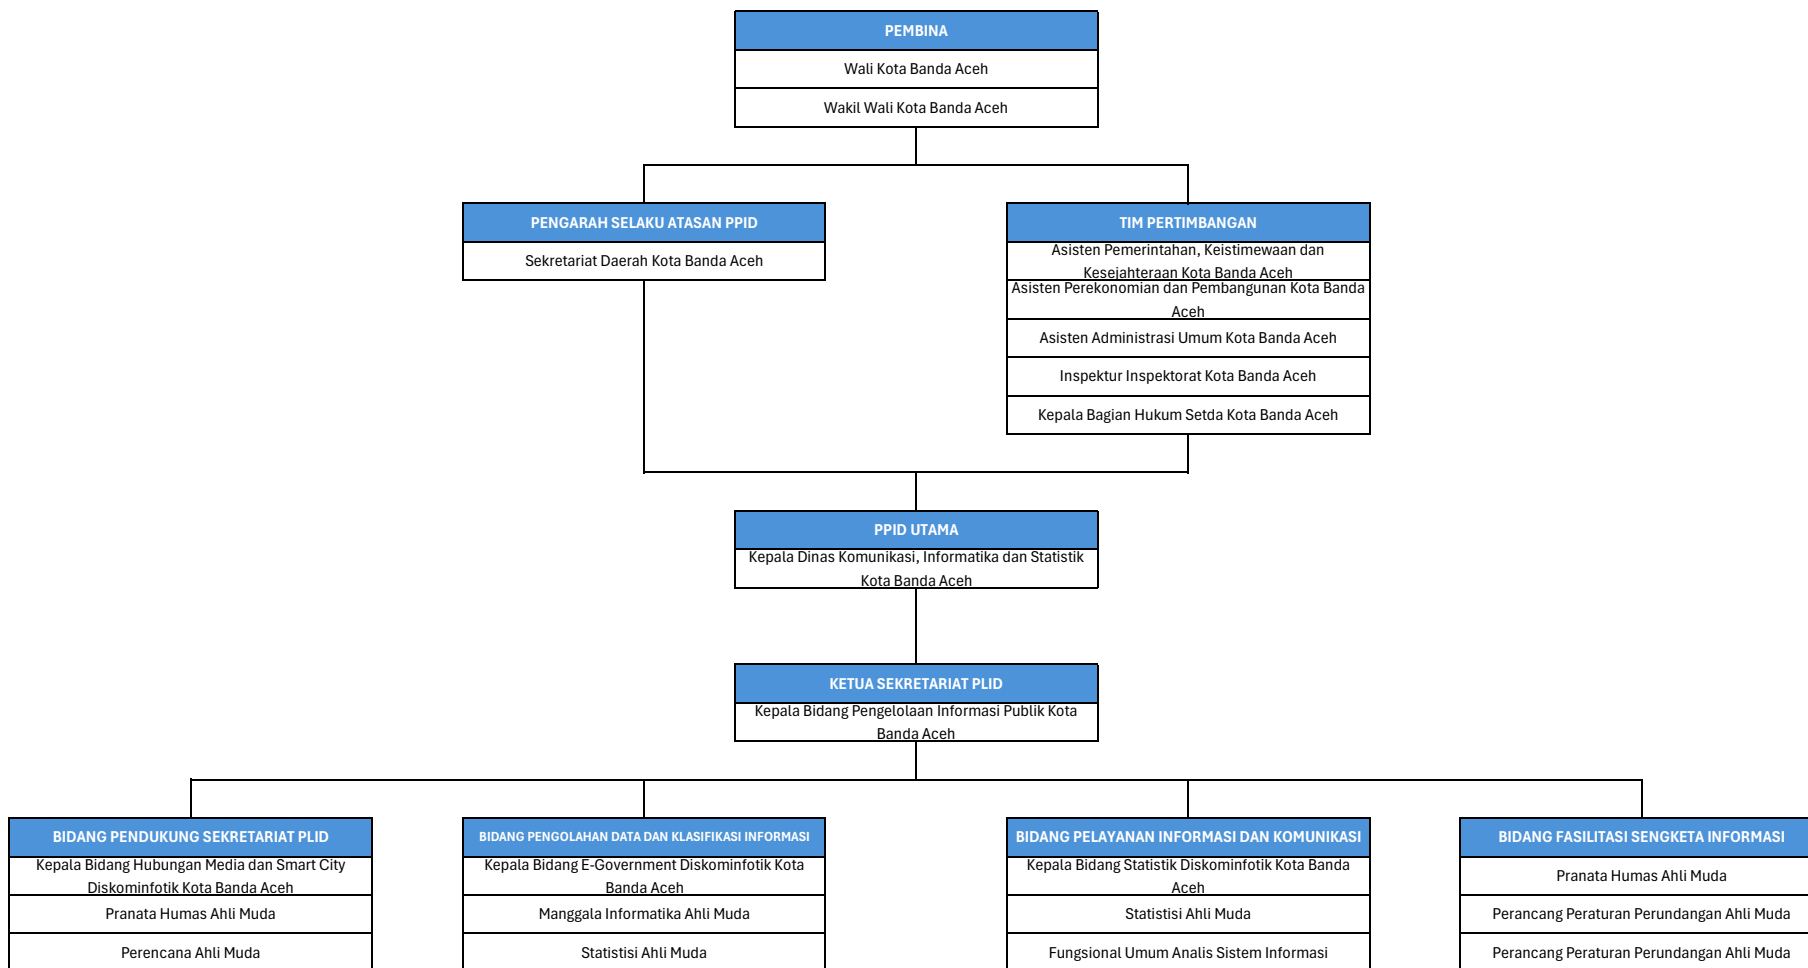 PEMBINA
Wali Kota Banda Aceh
Wakil Wali Kota Banda Aceh
PENGARAH SELAKU ATASAN PPID
Sekretariat Daerah Kota Banda Aceh
TIM PERTIMBANGAN
Asisten Pemerintahan, Keistimewaan dan
Kesejahteraan Kota Banda Aceh
Asisten Perekonomian dan Pembangunan Kota Banda
Aceh
Asisten Administrasi Umum Kota Banda Aceh
Inspektur Inspektorat Kota Banda Aceh
Kepala Bagian Hukum Setda Kota Banda Aceh
PPID UTAMA
Kepala Dinas Komunikasi, Informatika dan Statistik
Kota Banda Aceh
KETUA SEKRETARIAT PLID
Kepala Bidang Pengelolaan Informasi Publik Kota
Banda Aceh
BIDANG PENDUKUNG SEKRETARIAT PLID
Kepala Bidang Hubungan Media dan Smart City
Diskominfotik Kota Banda Aceh
Pranata Humas Ahli Muda
Perencana Ahli Muda
BIDANG PENGOLAHAN DATA DAN KLASIFIKASI INFORMASI
Kepala Bidang E-Government Diskominfotik Kota
Banda Aceh
Manggala Informatika Ahli Muda
Statistisi Ahli Muda
BIDANG PELAYANAN INFORMASI DAN KOMUNIKASI
Kepala Bidang Statistik Diskominfotik Kota Banda
Aceh
Statistisi Ahli Muda
Fungsional Umum Analis Sistem Informasi
BIDANG FASILITASI SENGKETA INFORMASI
Pranata Humas Ahli Muda
Perancang Peraturan Perundangan Ahli Muda
Perancang Peraturan Perundangan Ahli Muda